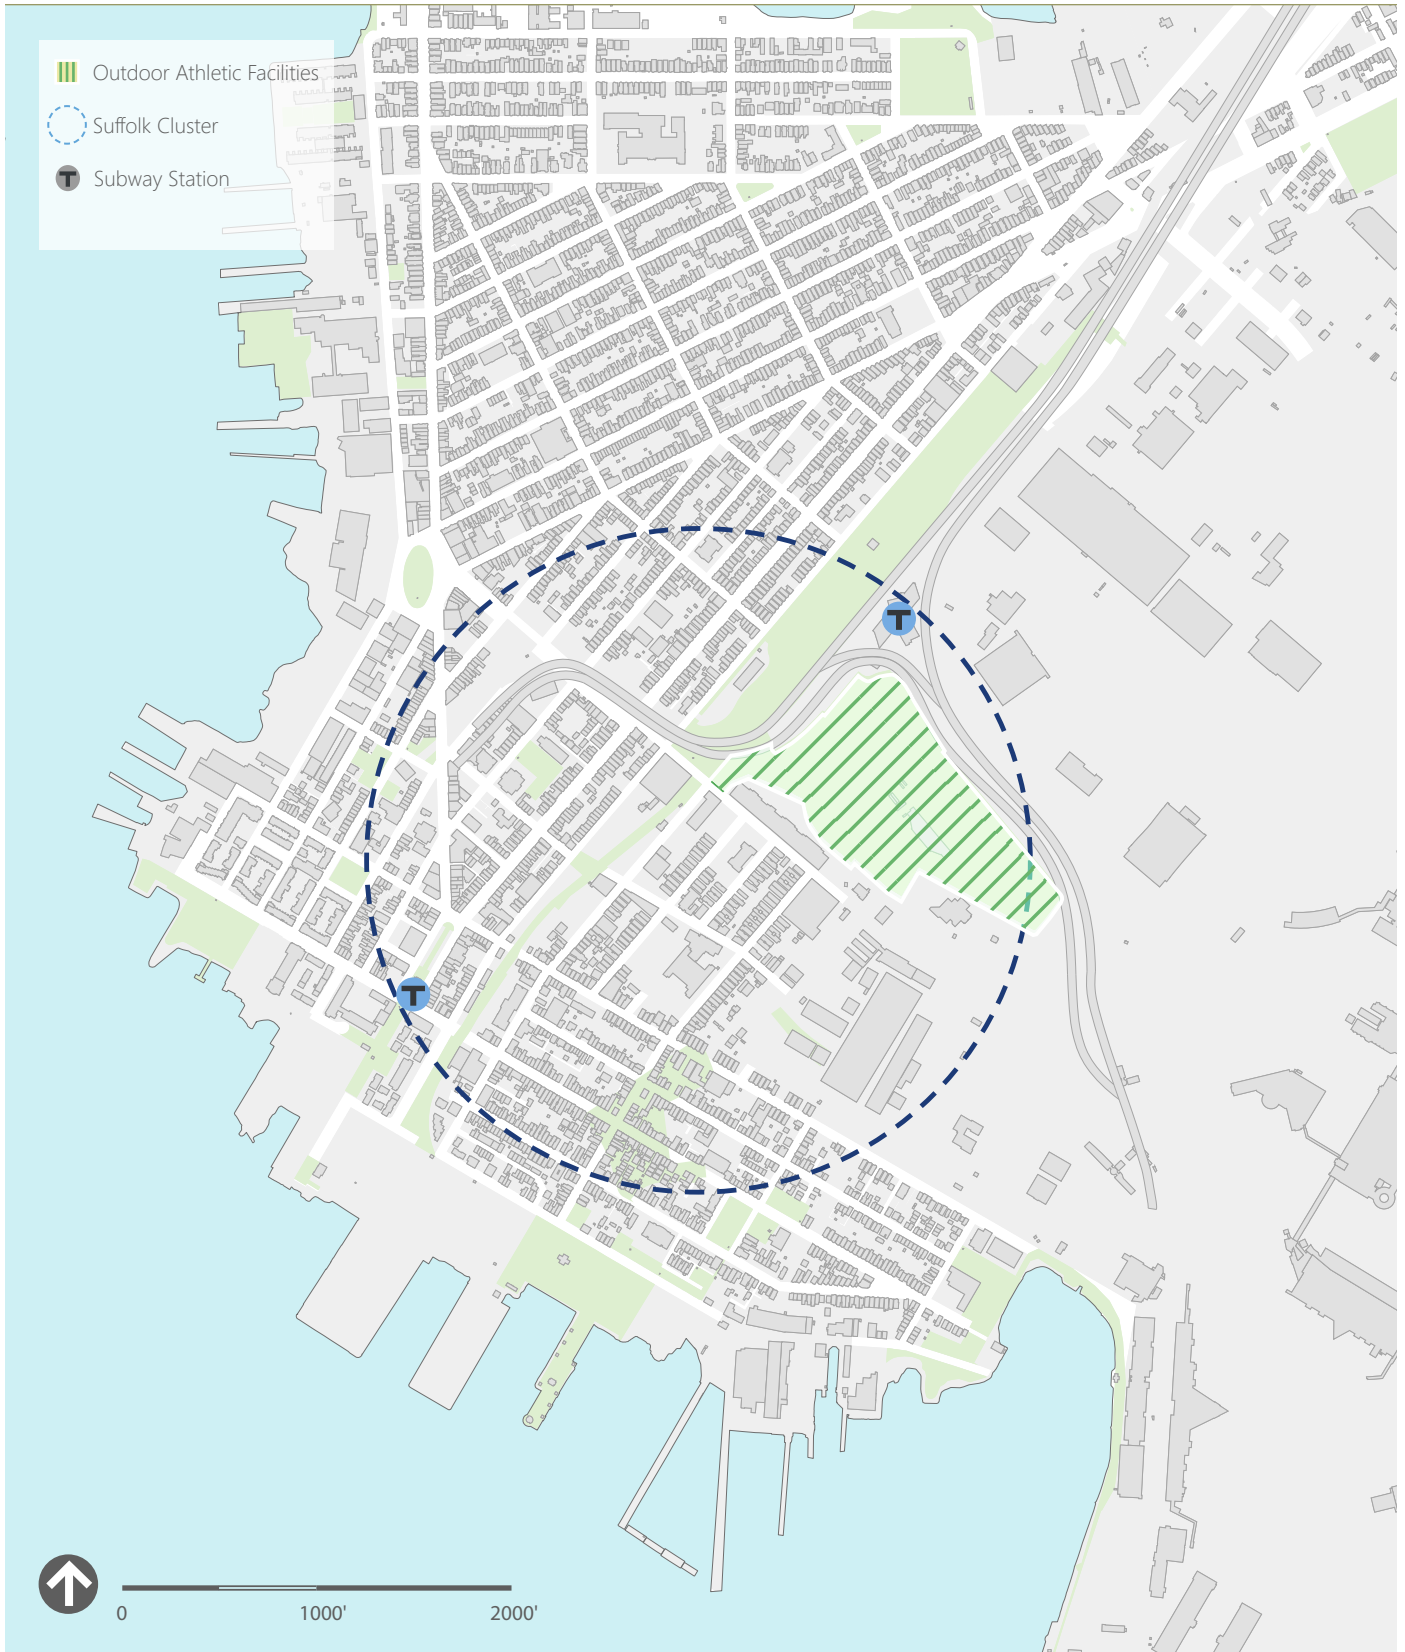 Outdoor Athletic Facilities
Suffolk Cluster
T Subway Station
T
T
0 1000' 2000'